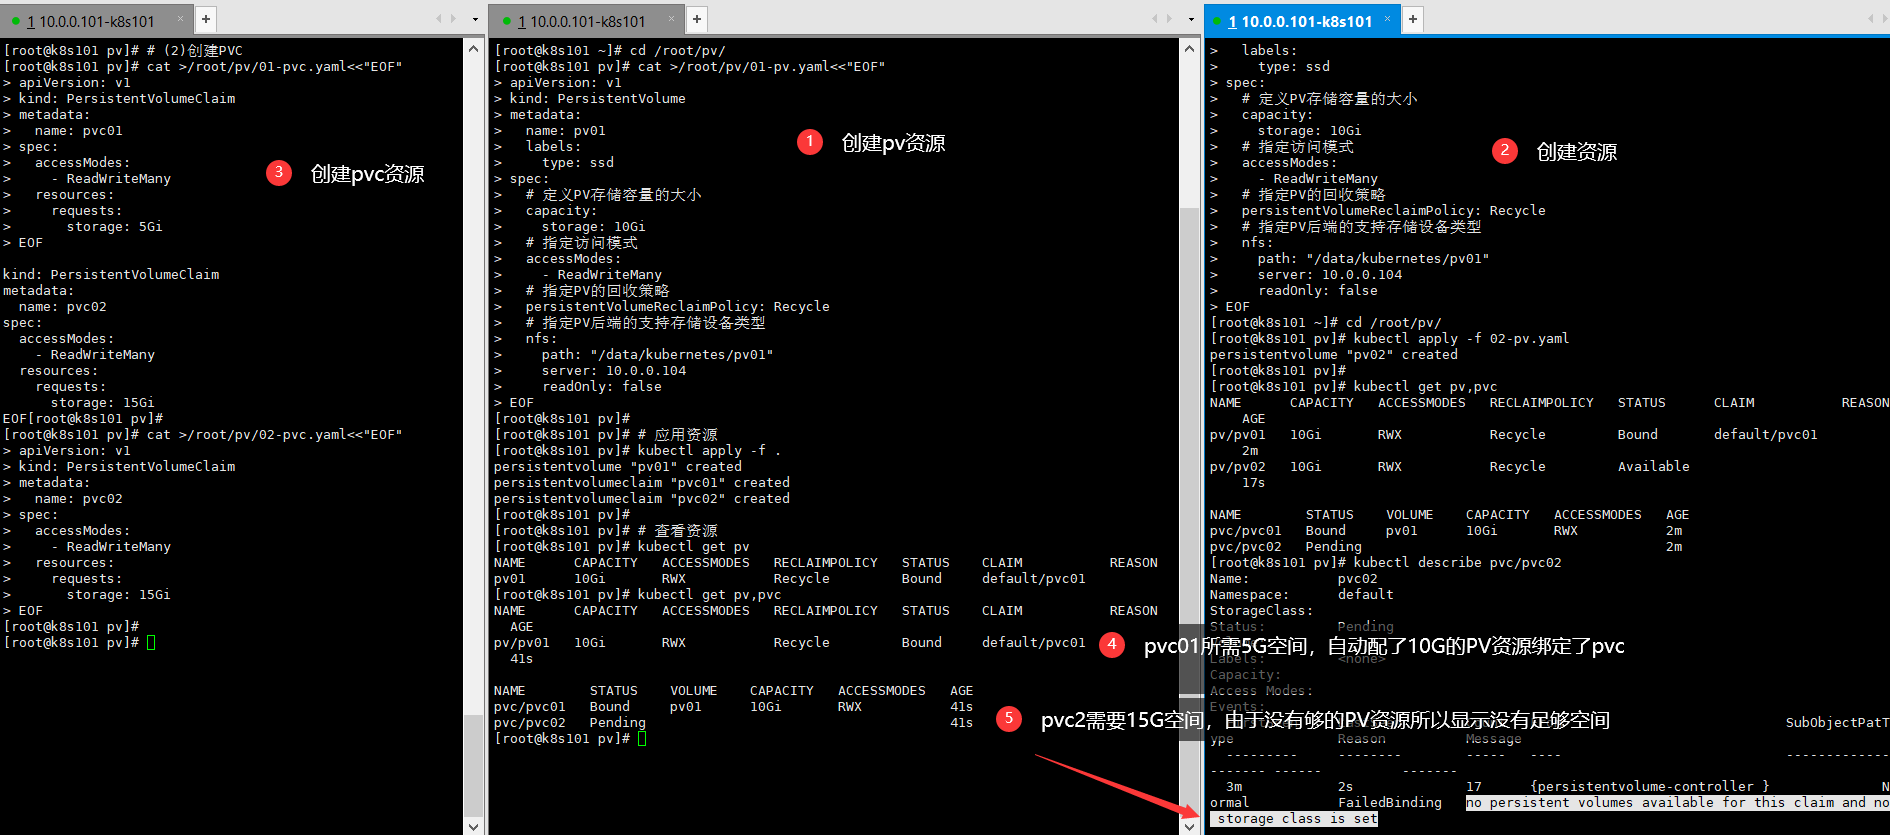 1 10.0.0.101-k8s101
[root@k8s101 pv]# # (2)创建PVC
[root@k8s101 pv]# cat >/root/pv/01-pvc.yaml<<"EOF"
> apiVersion: v1
> kind: PersistentVolumeClaim
> metadata:
>   name: pvc01
> spec:
>   accessModes:
>     - ReadWriteMany
>   resources:
>     requests:
>       storage: 5Gi
> EOF
3 创建pvc资源
kind: PersistentVolumeClaim
metadata:
  name: pvc02
spec:
  accessModes:
    - ReadWriteMany
  resources:
    requests:
      storage: 15Gi
EOF[root@k8s101 pv]#
[root@k8s101 pv]# cat >/root/pv/02-pvc.yaml<<"EOF"
> apiVersion: v1
> kind: PersistentVolumeClaim
> metadata:
>   name: pvc02
> spec:
>   accessModes:
>     - ReadWriteMany
>   resources:
>     requests:
>       storage: 15Gi
> EOF
[root@k8s101 pv]#
[root@k8s101 pv]#
1 10.0.0.101-k8s101
[root@k8s101 ~]# cd /root/pv/
[root@k8s101 pv]# cat >/root/pv/01-pv.yaml<<"EOF"
> apiVersion: v1
> kind: PersistentVolume
> metadata:
>   name: pv01
>   labels:
>     type: ssd
> spec:
>   # 定义PV存储容量的大小
>   capacity:
>     storage: 10Gi
>   # 指定访问模式
>   accessModes:
>     - ReadWriteMany
>   # 指定PV的回收策略
>   persistentVolumeReclaimPolicy: Recycle
>   # 指定PV后端的支持存储设备类型
>   nfs:
>     path: "/data/kubernetes/pv01"
>     server: 10.0.0.104
>     readOnly: false
> EOF
1 创建pv资源
[root@k8s101 pv]#
[root@k8s101 pv]# # 应用资源
[root@k8s101 pv]# kubectl apply -f .
persistentvolume "pv01" created
persistentvolumeclaim "pvc01" created
persistentvolumeclaim "pvc02" created
[root@k8s101 pv]#
[root@k8s101 pv]# # 查看资源
[root@k8s101 pv]# kubectl get pv
NAME CAPACITY ACCESSMODES RECLAIMPOLICY STATUS CLAIM REASON
pv01 10Gi RWX Recycle Bound default/pvc01
[root@k8s101 pv]# kubectl get pv,pvc
NAME CAPACITY ACCESSMODES RECLAIMPOLICY STATUS CLAIM REASON
AGE
pv/pv01 10Gi RWX Recycle Bound default/pvc01
41s
4 pvc01所需5G空间，自动配了10G的PV资源绑定了pvc
NAME STATUS VOLUME CAPACITY ACCESSMODES AGE
pvc/pvc01 Bound pv01 10Gi RWX 41s
pvc/pvc02 Pending 41s
[root@k8s101 pv]#
5 pvc2需要15G空间，由于没有够的PV资源所以显示没有足够空间
1 10.0.0.101-k8s101
>   labels:
>     type: ssd
> spec:
>   # 定义PV存储容量的大小
>   capacity:
>     storage: 10Gi
>   # 指定访问模式
>   accessModes:
>     - ReadWriteMany
>   # 指定PV的回收策略
>   persistentVolumeReclaimPolicy: Recycle
>   # 指定PV后端的支持存储设备类型
>   nfs:
>     path: "/data/kubernetes/pv01"
>     server: 10.0.0.104
>     readOnly: false
> EOF
2 创建资源
[root@k8s101 ~]# cd /root/pv/
[root@k8s101 pv]# kubectl apply -f 02-pv.yaml
persistentvolume "pv02" created
[root@k8s101 pv]#
[root@k8s101 pv]# kubectl get pv,pvc
NAME CAPACITY ACCESSMODES RECLAIMPOLICY STATUS CLAIM REASON
AGE
pv/pv01 10Gi RWX Recycle Bound default/pvc01
2m
pv/pv02 10Gi RWX Recycle Available
17s
NAME STATUS VOLUME CAPACITY ACCESSMODES AGE
pvc/pvc01 Bound pv01 10Gi RWX 2m
pvc/pvc02 Pending 2m
[root@k8s101 pv]# kubectl describe pvc/pvc02
Name: pvc02
Namespace: default
StorageClass:
Status: Pending
Labels: <none>
Capacity:
Access Modes:
Events:
SubObjectPatT
ype Reason Message
--------- ----- ---- -------------
------- ------ -------
3m 2s 17 {persistentvolume-controller } N
ormal FailedBinding no persistent volumes available for this claim and no
storage class is set